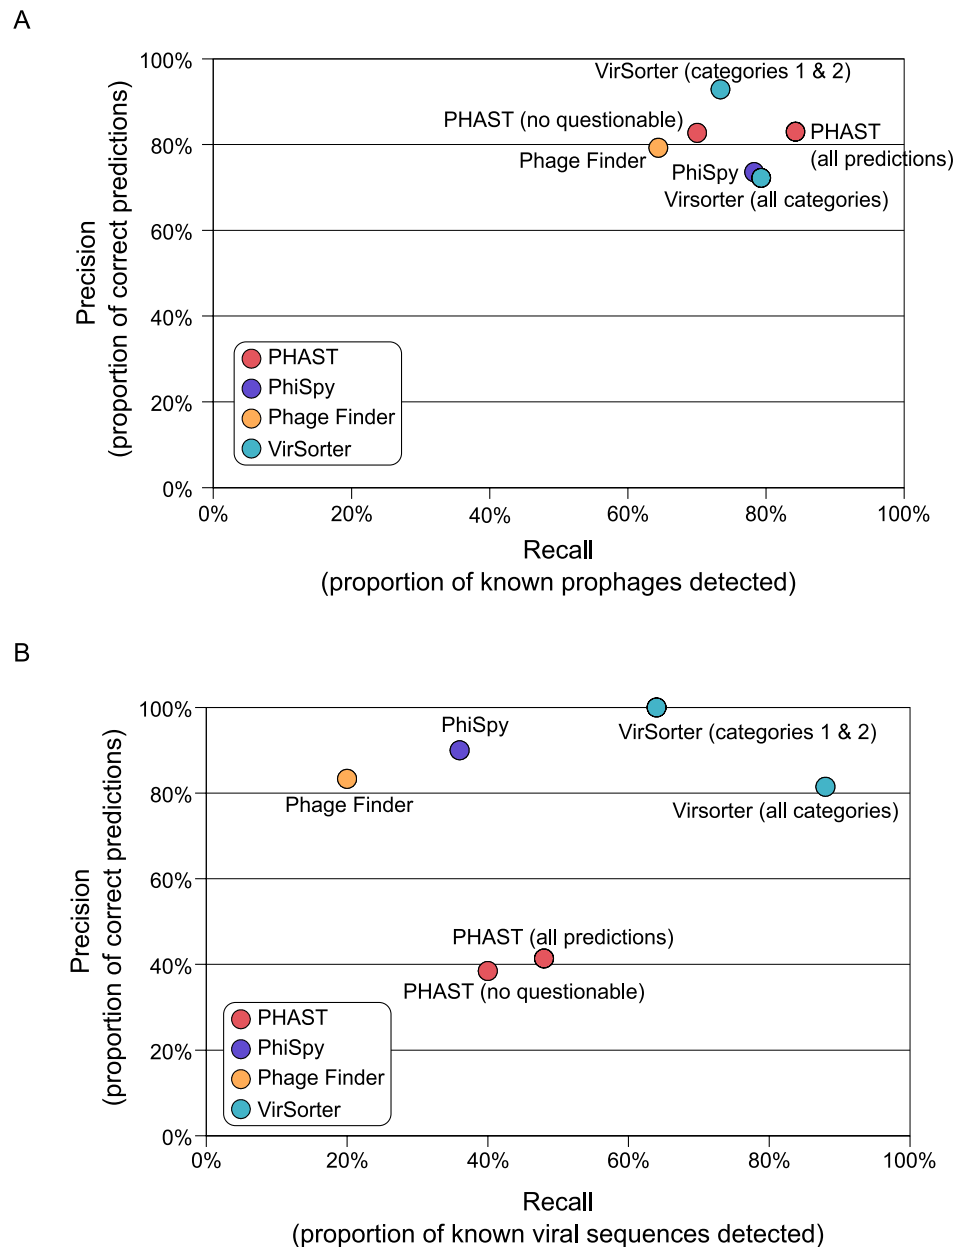 A
100%
80%
60%
40%
20%
0%
Precision
(proportion of correct predictions)
VirSorter (categories 1 & 2)
PHAST (no questionable)
PHAST
(all predictions)
Phage Finder
PhiSpy
Virsorter (all categories)
PHAST
PhiSpy
Phage Finder
VirSorter
0%
20%
40%
60%
80%
100%
Recall
(proportion of known prophages detected)
B
100%
80%
60%
40%
20%
0%
Precision
(proportion of correct predictions)
PhiSpy
VirSorter (categories 1 & 2)
Phage Finder
Virsorter (all categories)
PHAST (all predictions)
PHAST (no questionable)
PHAST
PhiSpy
Phage Finder
VirSorter
0%
20%
40%
60%
80%
100%
Recall
(proportion of known viral sequences detected)